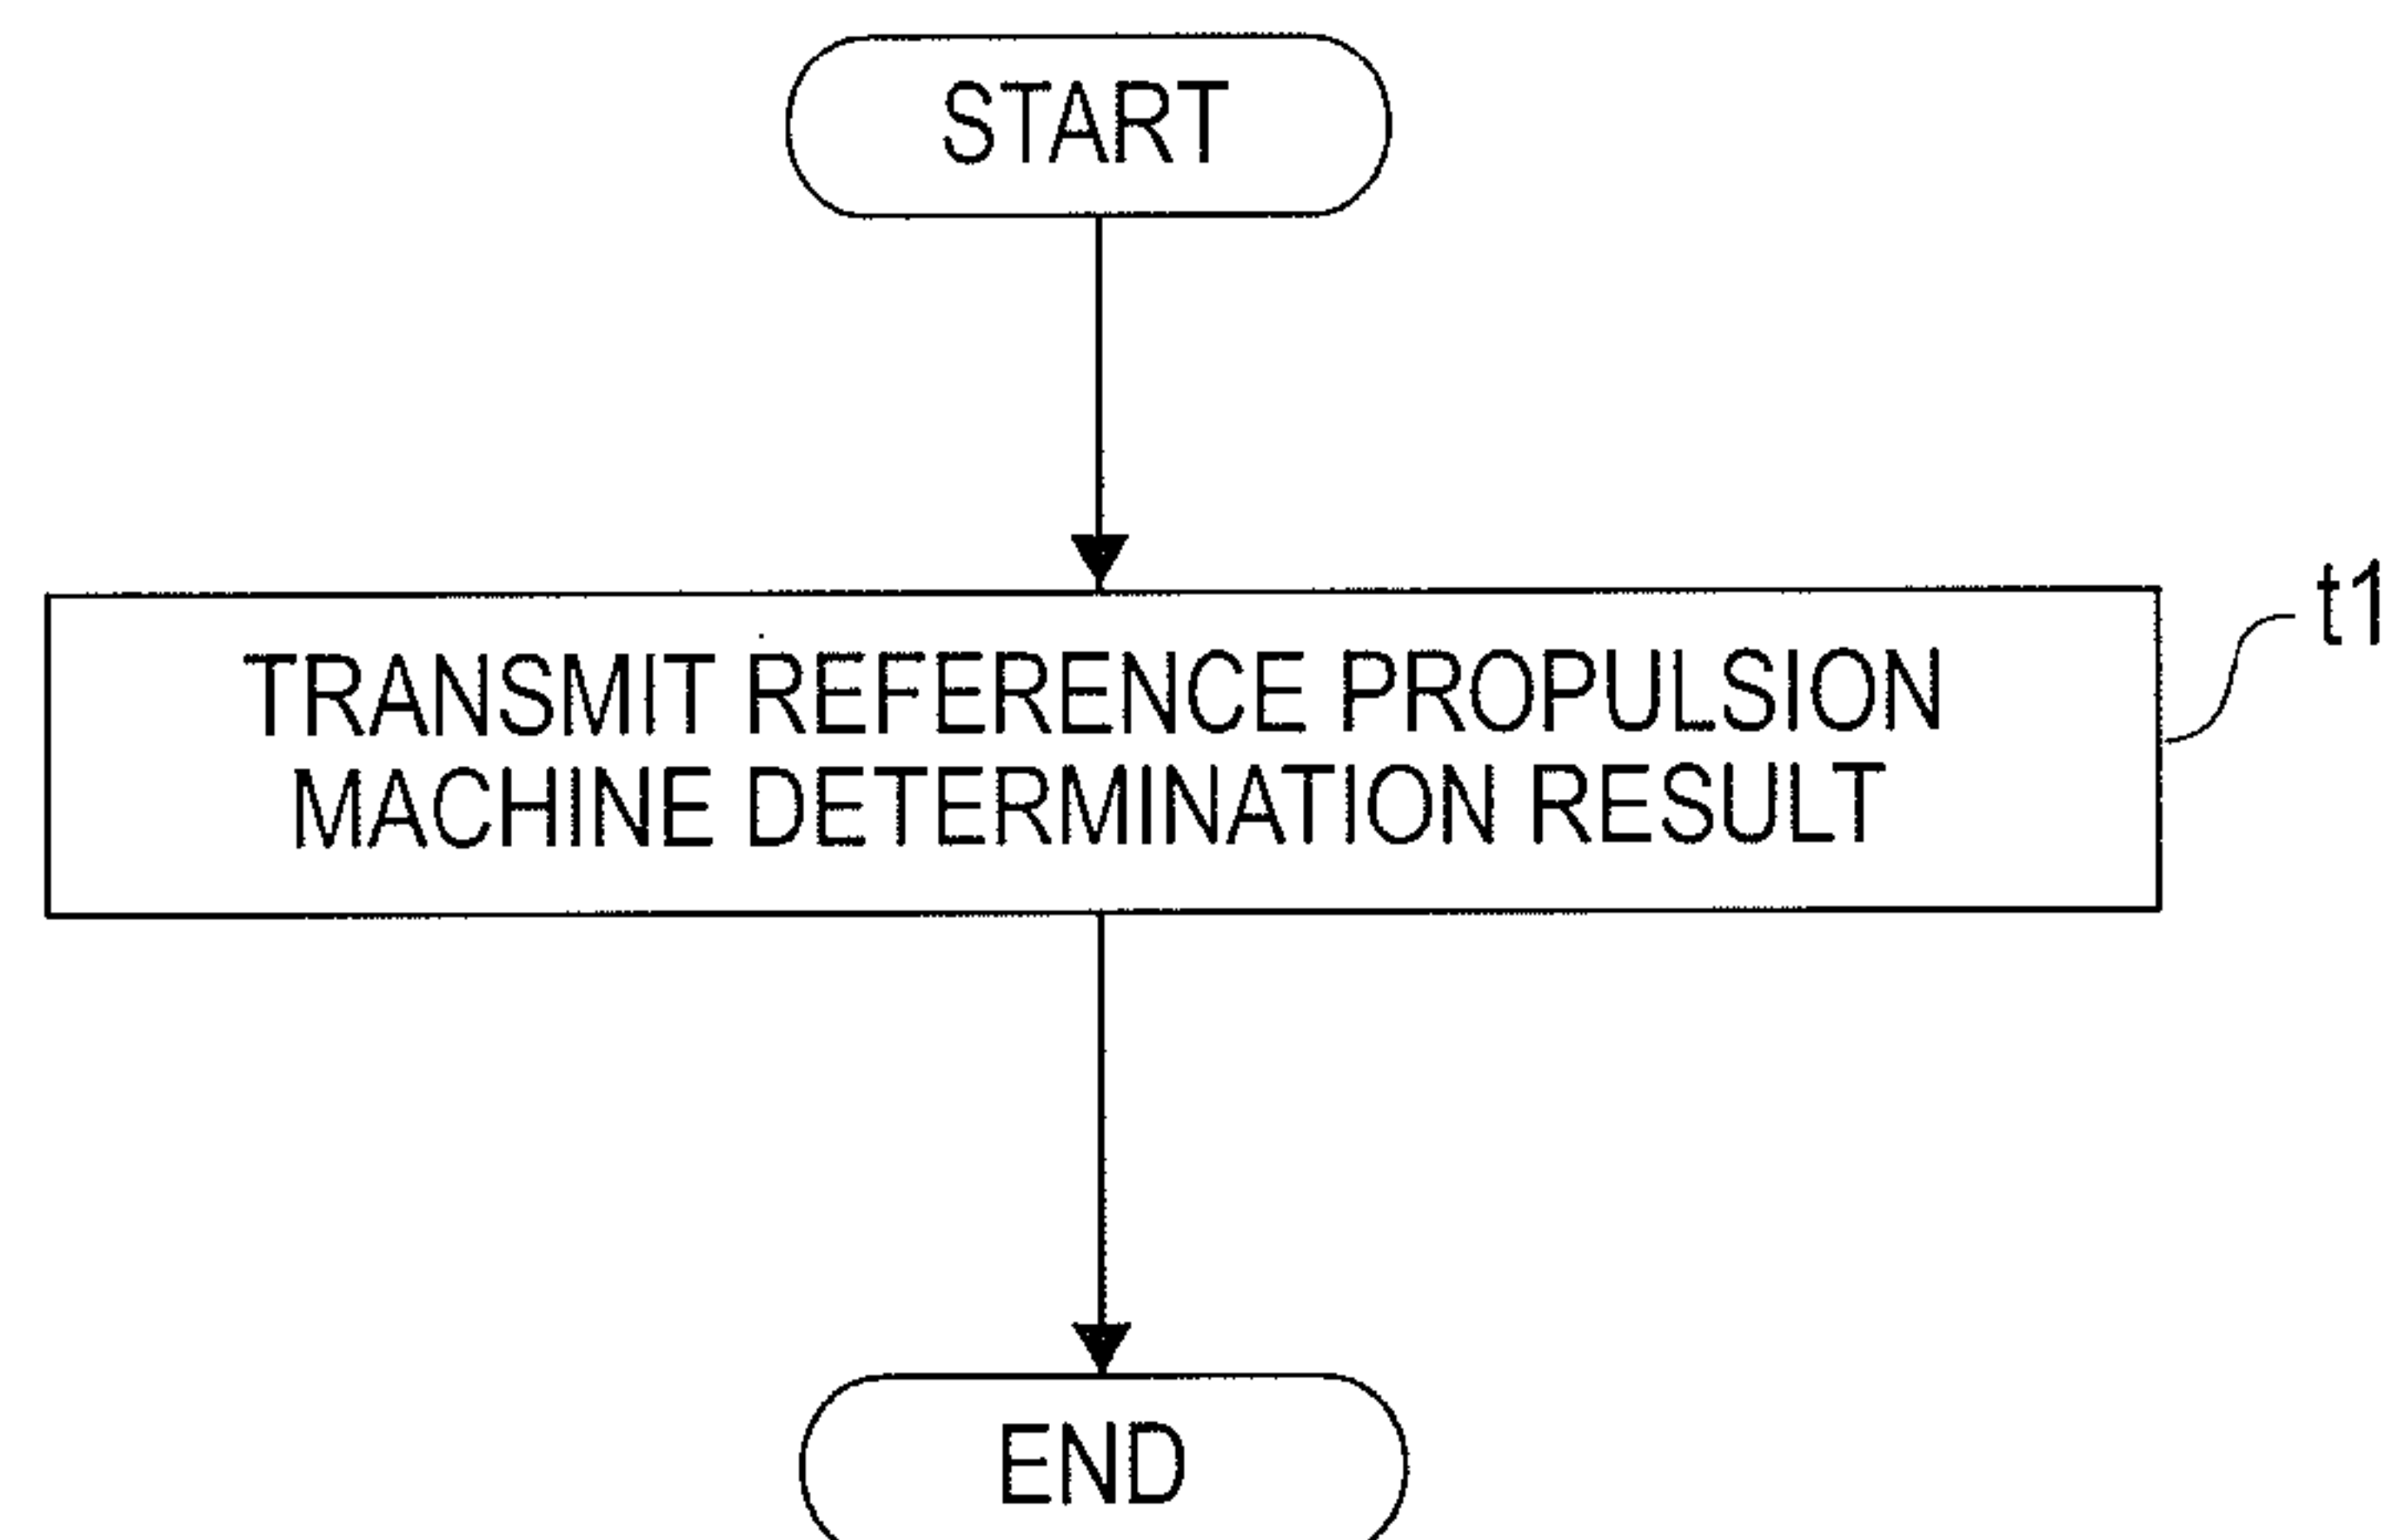 START
t1
TRANSMIT REFERENCE PROPULSION
MACHINE DETERMINATION RESULT
END